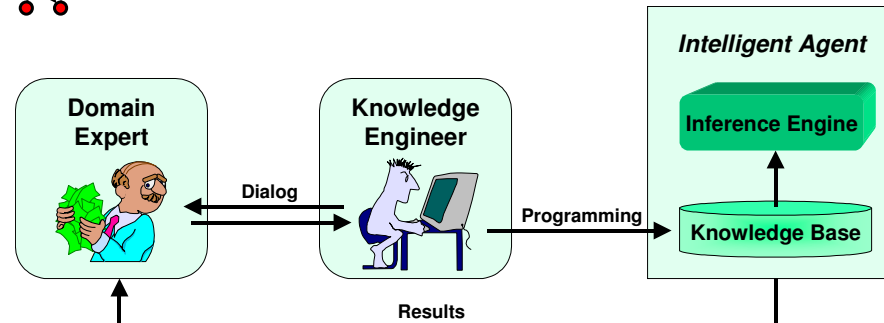 Intelligent Agent
Domain
Expert
Knowledge
Engineer
Inference Engine
Dialog
Programming
Knowledge Base
Results